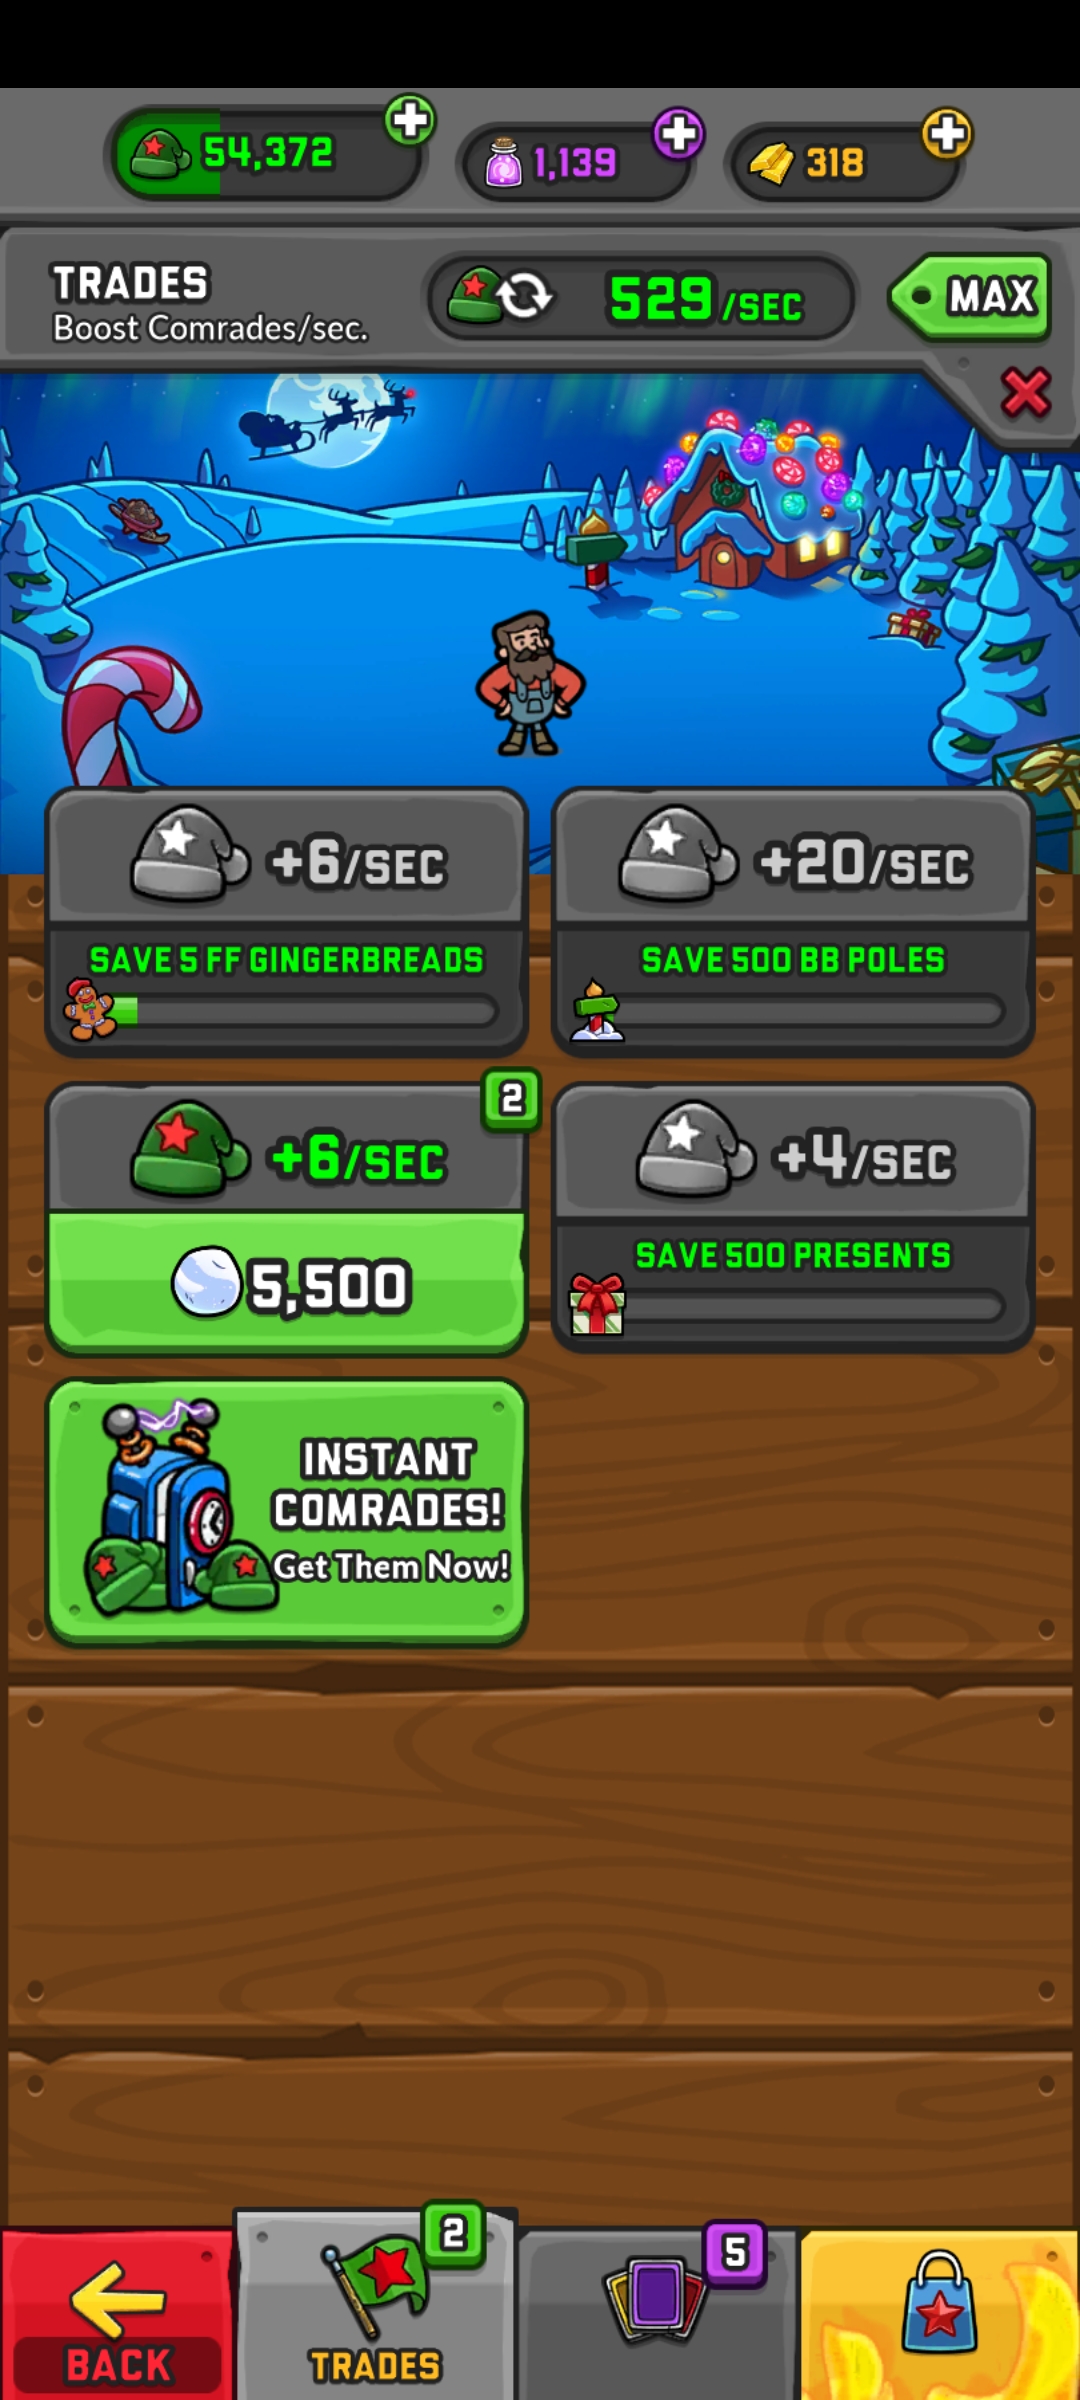 54,372
1,139
318
TRADES
Boost Comrades/sec.
529/SEC
MAX
+6/SEC
+20/SEC
SAVE 5 FF GINGERBREADS
SAVE 500 BB POLES
2
+6/SEC
+4/SEC
5,500
SAVE 500 PRESENTS
INSTANT
COMRADES!
Get Them Now!
2
5
BACK
TRADES